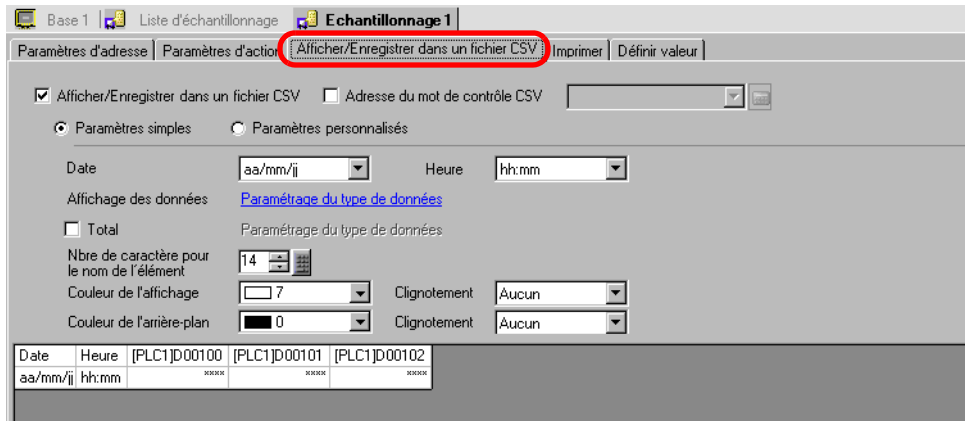 Base 1 Liste d'échantillonnage Echantillonnage 1
Paramètres d'adresse Paramètres d'action Afficher/Enregistrer dans un fichier CSV Imprimer Définir valeur
Afficher/Enregistrer dans un fichier CSV Adresse du mot de contrôle CSV
Paramètres simples Paramètres personnalisés
Date aa/mm/jj Heure hh:mm
Affichage des données Paramétrage du type de données
Total Paramétrage du type de données
Nbre de caractère pour
le nom de l'élément 14
Couleur de l'affichage 7 Clignotement Aucun
Couleur de l'arrière-plan 0 Clignotement Aucun
Date Heure [PLC1]D00100 [PLC1]D00101 [PLC1]D00102
aa/mm/jj hh:mm **** **** ****